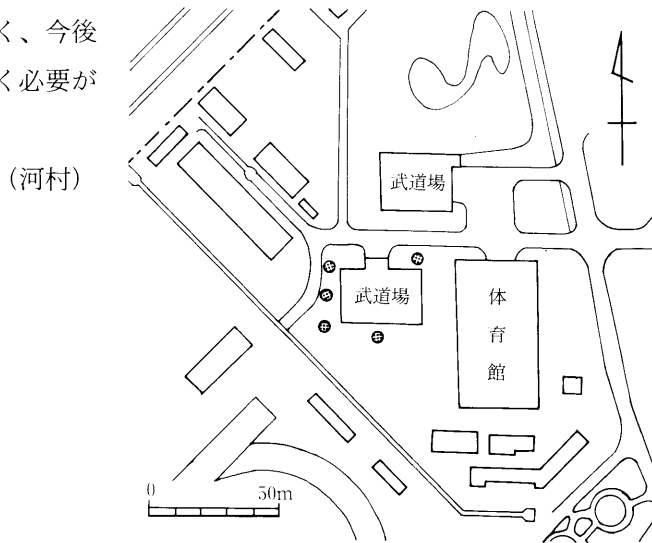 く、今後
く必要が
（河村）
武道場
武道場
体育館
0 50m